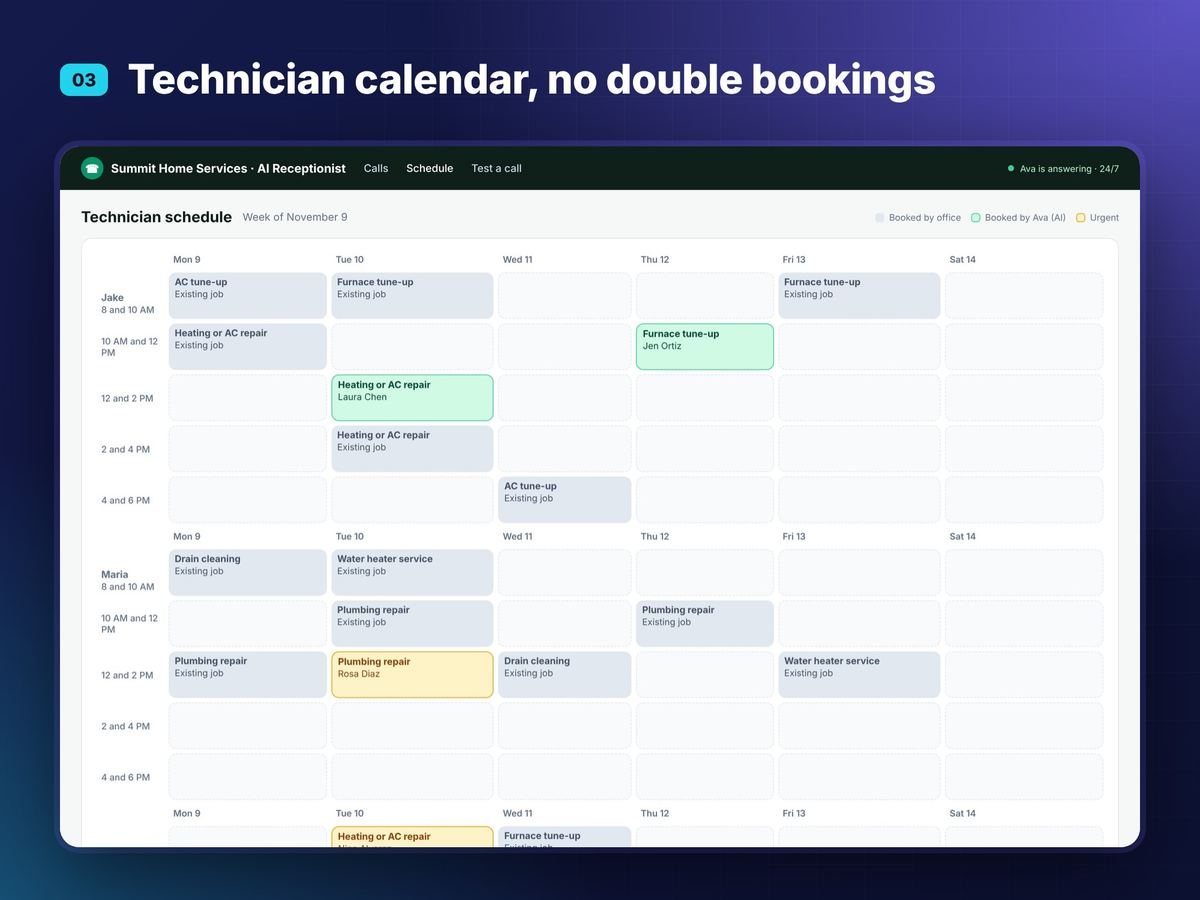 03 Technician calendar, no double bookings
Summit Home Services · AI Receptionist Calls Schedule Test a call Ava is answering · 24/7
Technician schedule Week of November 9 Booked by office Booked by Ava (AI) Urgent
Mon 9 Tue 10 Wed 11 Thu 12 Fri 13 Sat 14
Jake
8 and 10 AM
AC tune-up
Existing job
Furnace tune-up
Existing job
Furnace tune-up
Existing job
10 AM and 12
PM
Heating or AC repair
Existing job
Furnace tune-up
Jen Ortiz
12 and 2 PM
Heating or AC repair
Laura Chen
2 and 4 PM
Heating or AC repair
Existing job
4 and 6 PM
AC tune-up
Existing job
Mon 9 Tue 10 Wed 11 Thu 12 Fri 13 Sat 14
Maria
8 and 10 AM
Drain cleaning
Existing job
Water heater service
Existing job
10 AM and 12
PM
Plumbing repair
Existing job
Plumbing repair
Existing job
12 and 2 PM
Plumbing repair
Existing job
Plumbing repair
Rosa Diaz
Drain cleaning
Existing job
Water heater service
Existing job
2 and 4 PM
4 and 6 PM
Mon 9 Tue 10 Wed 11 Thu 12 Fri 13 Sat 14
Heating or AC repair
Furnace tune-up
Existing job